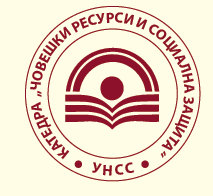 КАТЕДРА „ЧОВЕШКИ РЕСУРСИ И СОЦИАЛНА ЗАЩИТА“
• УНСС •